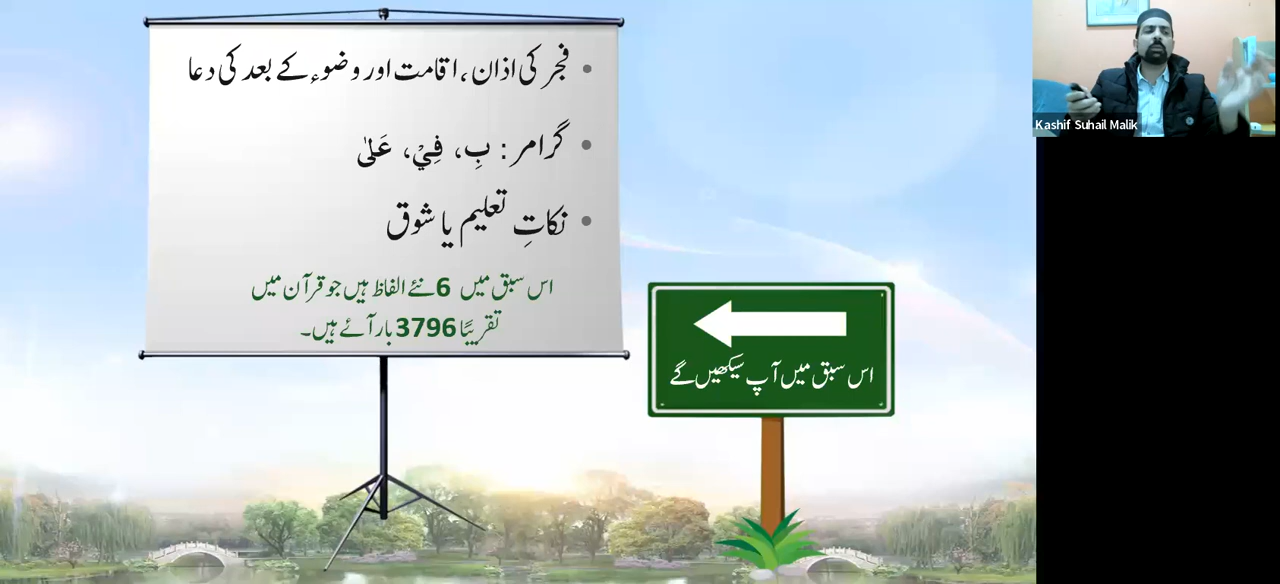 فجر کی اذان، اقامت اور وضوء کے بعد کی دعا
گرامر: بِ، فِيْ، عَلىٰ
نکاتِ تعلیم یا شوق
اس سبق میں 6 نئے الفاظ ہیں جو قرآن میں
تقریبًا 3796 بار آئے ہیں۔
اس سبق میں آپ سیکھیں گے
Kashif Suhail Malik